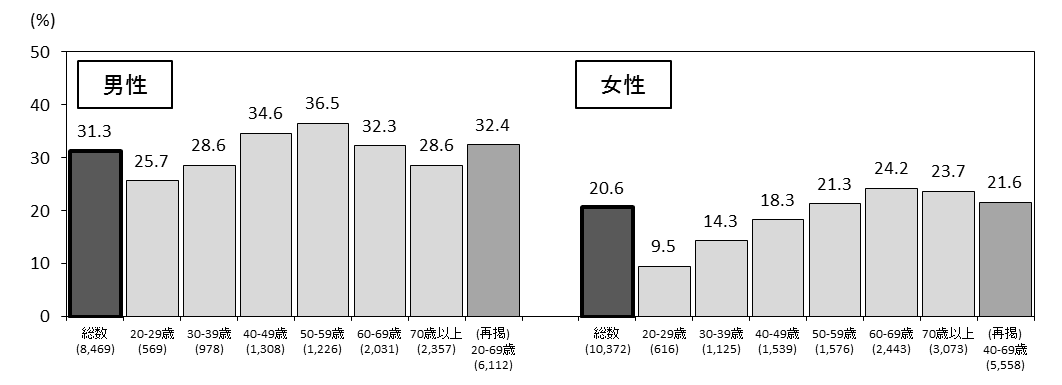 (%)
50
40
30
20
10
0
男性
31.3
25.7
28.6
34.6
36.5
32.3
28.6
32.4
女性
20.6
9.5
14.3
18.3
21.3
24.2
23.7
21.6
総数
(8,469)
20-29歳
(569)
30-39歳
(978)
40-49歳
(1,308)
50-59歳
(1,226)
60-69歳
(2,031)
70歳以上
(2,357)
(再掲)
20-69歳
(6,112)
総数
(10,372)
20-29歳
(616)
30-39歳
(1,125)
40-49歳
(1,539)
50-59歳
(1,576)
60-69歳
(2,443)
70歳以上
(3,073)
(再掲)
40-69歳
(5,558)